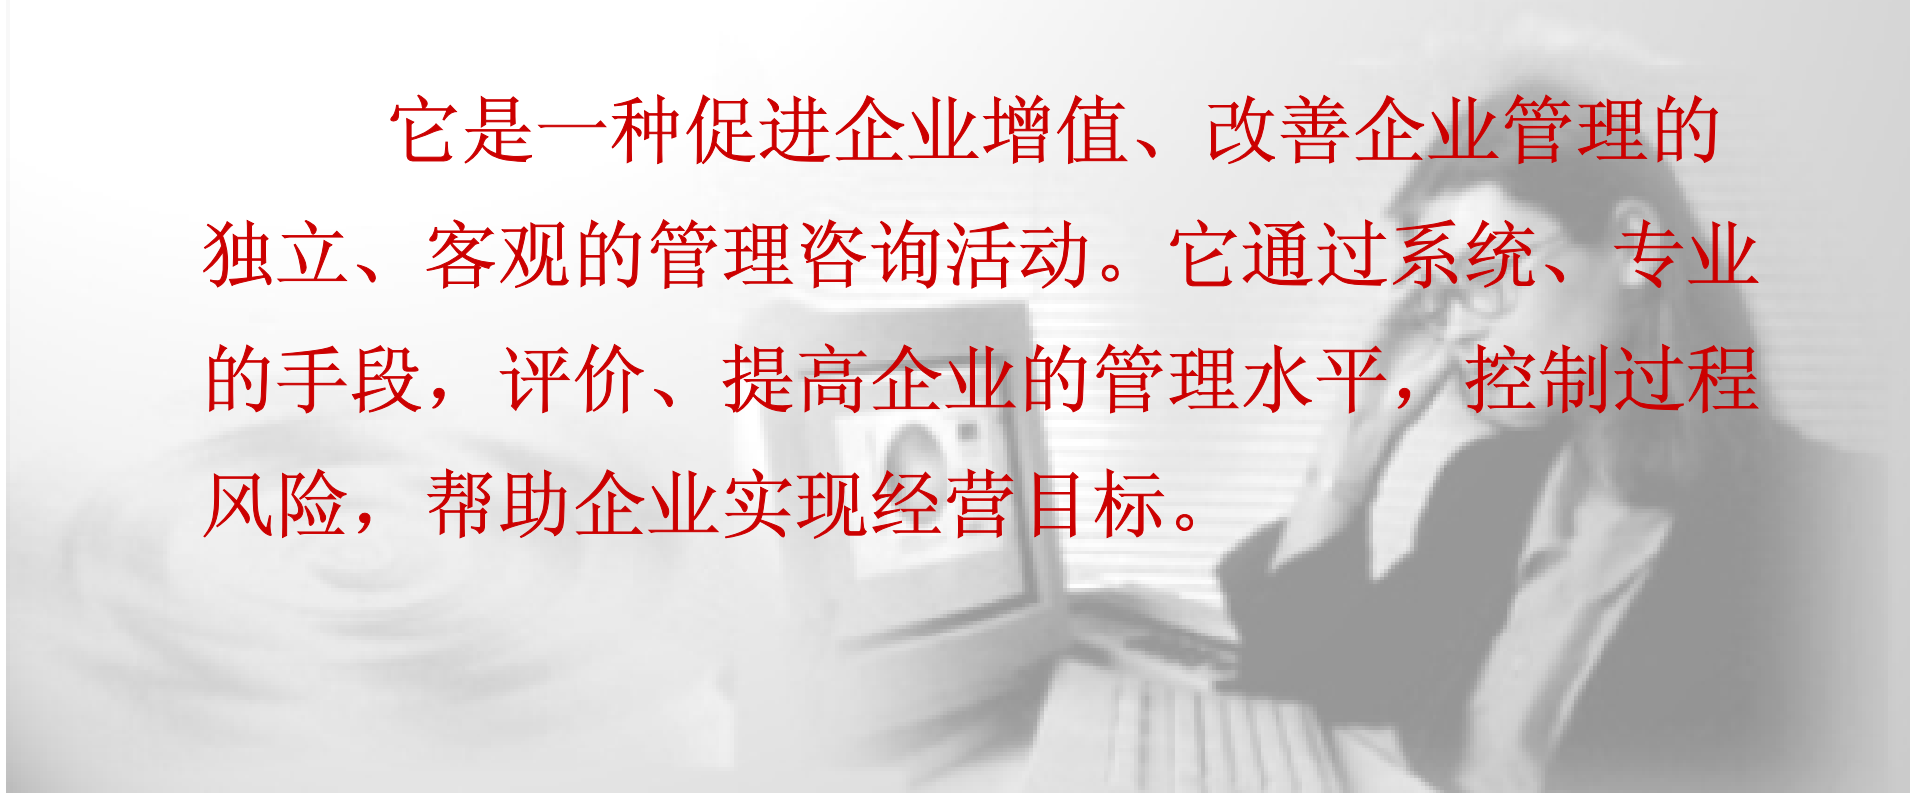 它是一种促进企业增值、改善企业管理的
独立、客观的管理咨询活动。它通过系统、专业
的手段，评价、提高企业的管理水平，控制过程
风险，帮助企业实现经营目标。